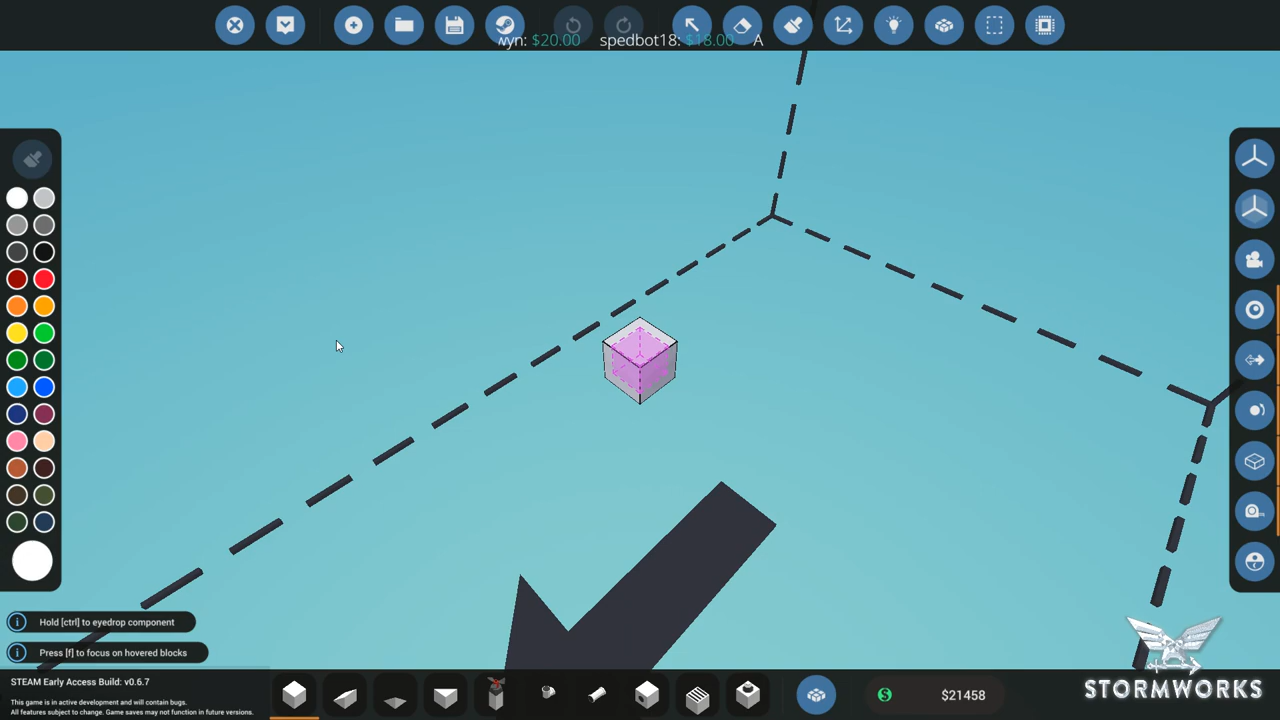 wyn: $20.00 spedbot18: $18.00 A
Hold [ctrl] to eyedrop component
Press [f] to focus on hovered blocks
STEAM Early Access Build: v0.6.7
This game is in active development and will contain bugs.
All features subject to change. Game saves may not function in future versions.
$21458
STORMWORKS